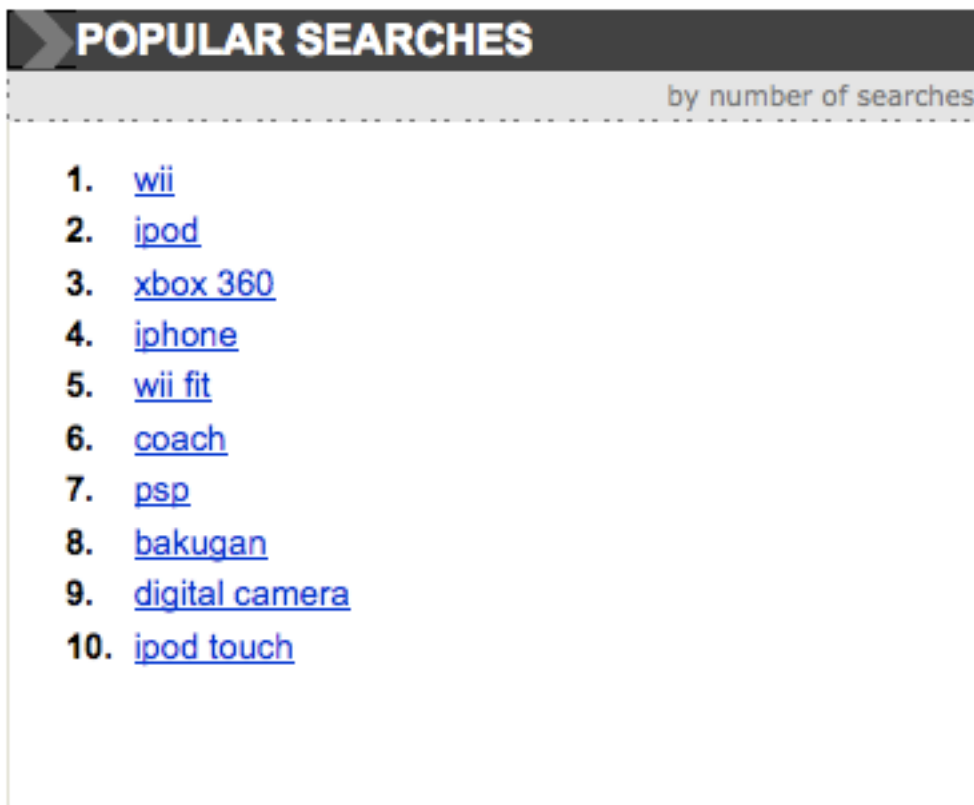 POPULAR SEARCHES
by number of searches
1. wii
2. ipod
3. xbox 360
4. iphone
5. wii fit
6. coach
7. psp
8. bakugan
9. digital camera
10. ipod touch